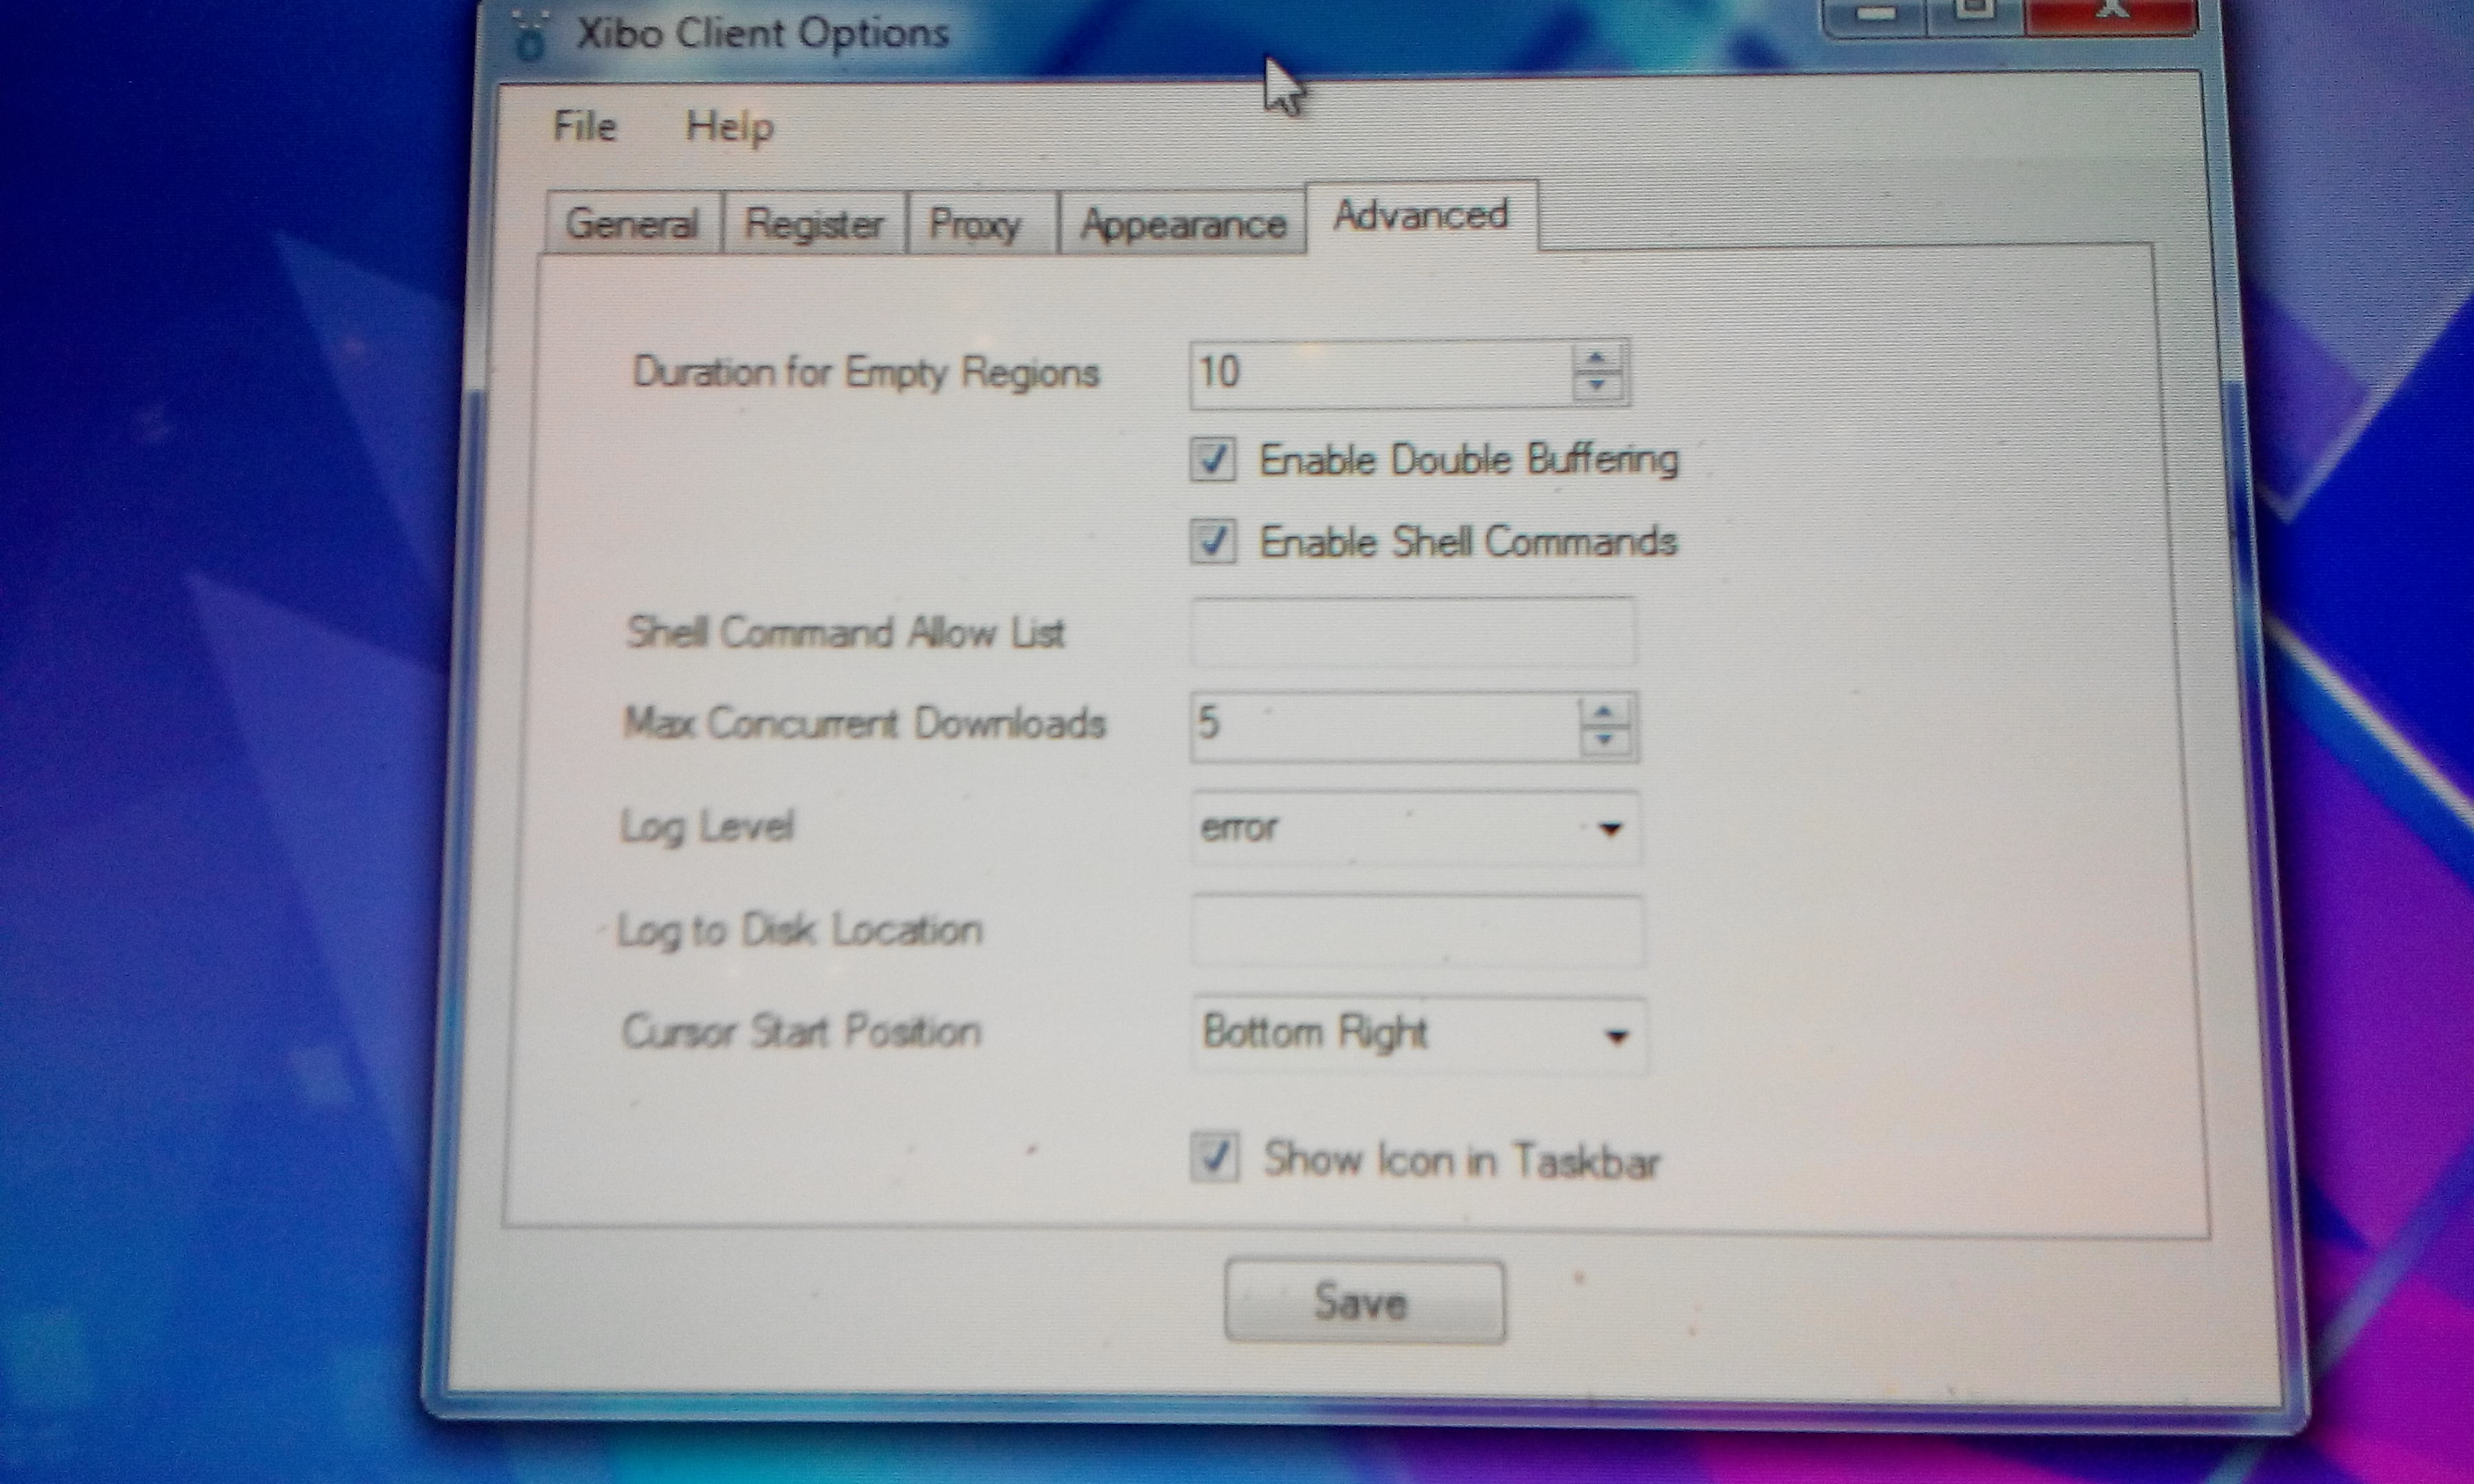 Xibo Client Options
File Help
General Register Proxy Appearance Advanced
Duration for Empty Regions 10
Enable Double Buffering
Enable Shell Commands
Shell Command Allow List
Max Concurrent Downloads 5
Log Level error
Log to Disk Location
Cursor Start Position Bottom Right
Show Icon in Taskbar
Save